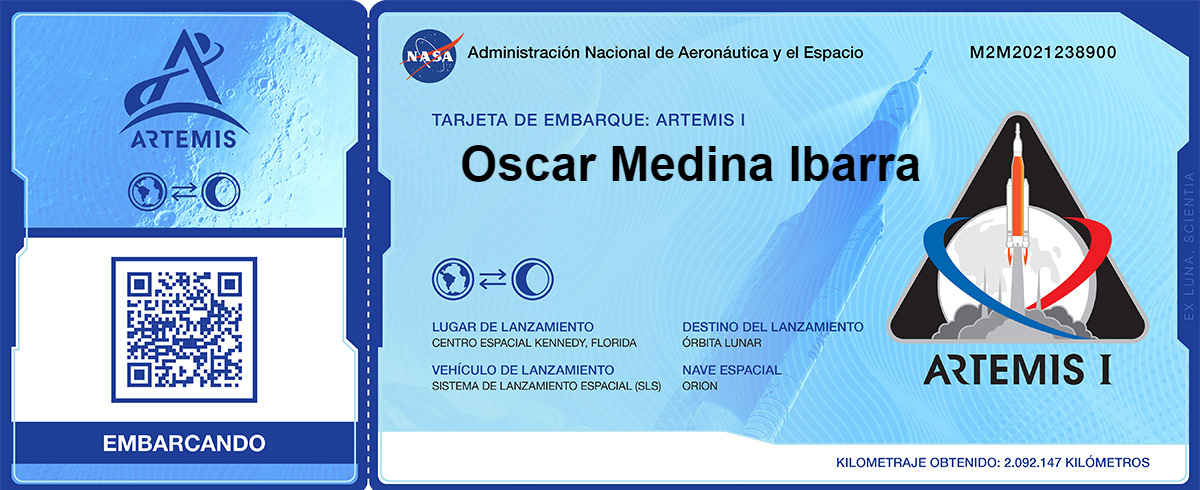 ARTEMIS
EMBARCANDO
NASA
Administración Nacional de Aeronáutica y el Espacio
M2M2021238900
TARJETA DE EMBARQUE: ARTEMIS I
Oscar Medina Ibarra
LUGAR DE LANZAMIENTO
CENTRO ESPACIAL KENNEDY, FLORIDA
DESTINO DEL LANZAMIENTO
ÓRBITA LUNAR
VEHÍCULO DE LANZAMIENTO
SISTEMA DE LANZAMIENTO ESPACIAL (SLS)
NAVE ESPACIAL
ORION
ARTEMIS I
EX LUNA, SCIENTIA
KILOMETRAJE OBTENIDO: 2.092.147 KILÓMETROS